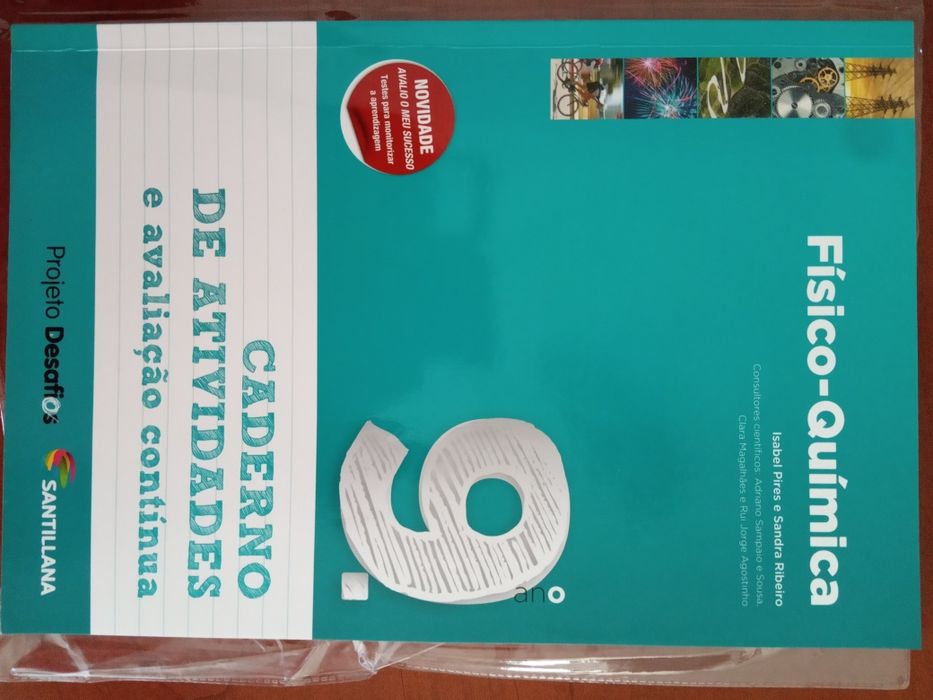 Físico-Química
Isabel Pires e Sandra Ribeiro
Consultores científicos: Adriano Sampaio e Sousa,
Clara Magalhães e Rui Jorge Agostinho
9.
ano
NOVIDADE
AVALIO O MEU SUCESSO
Testes para monitorizar
a aprendizagem
CADERNO
DE ATIVIDADES
e avaliação contínua
Projeto Desafios
SANTILLANA